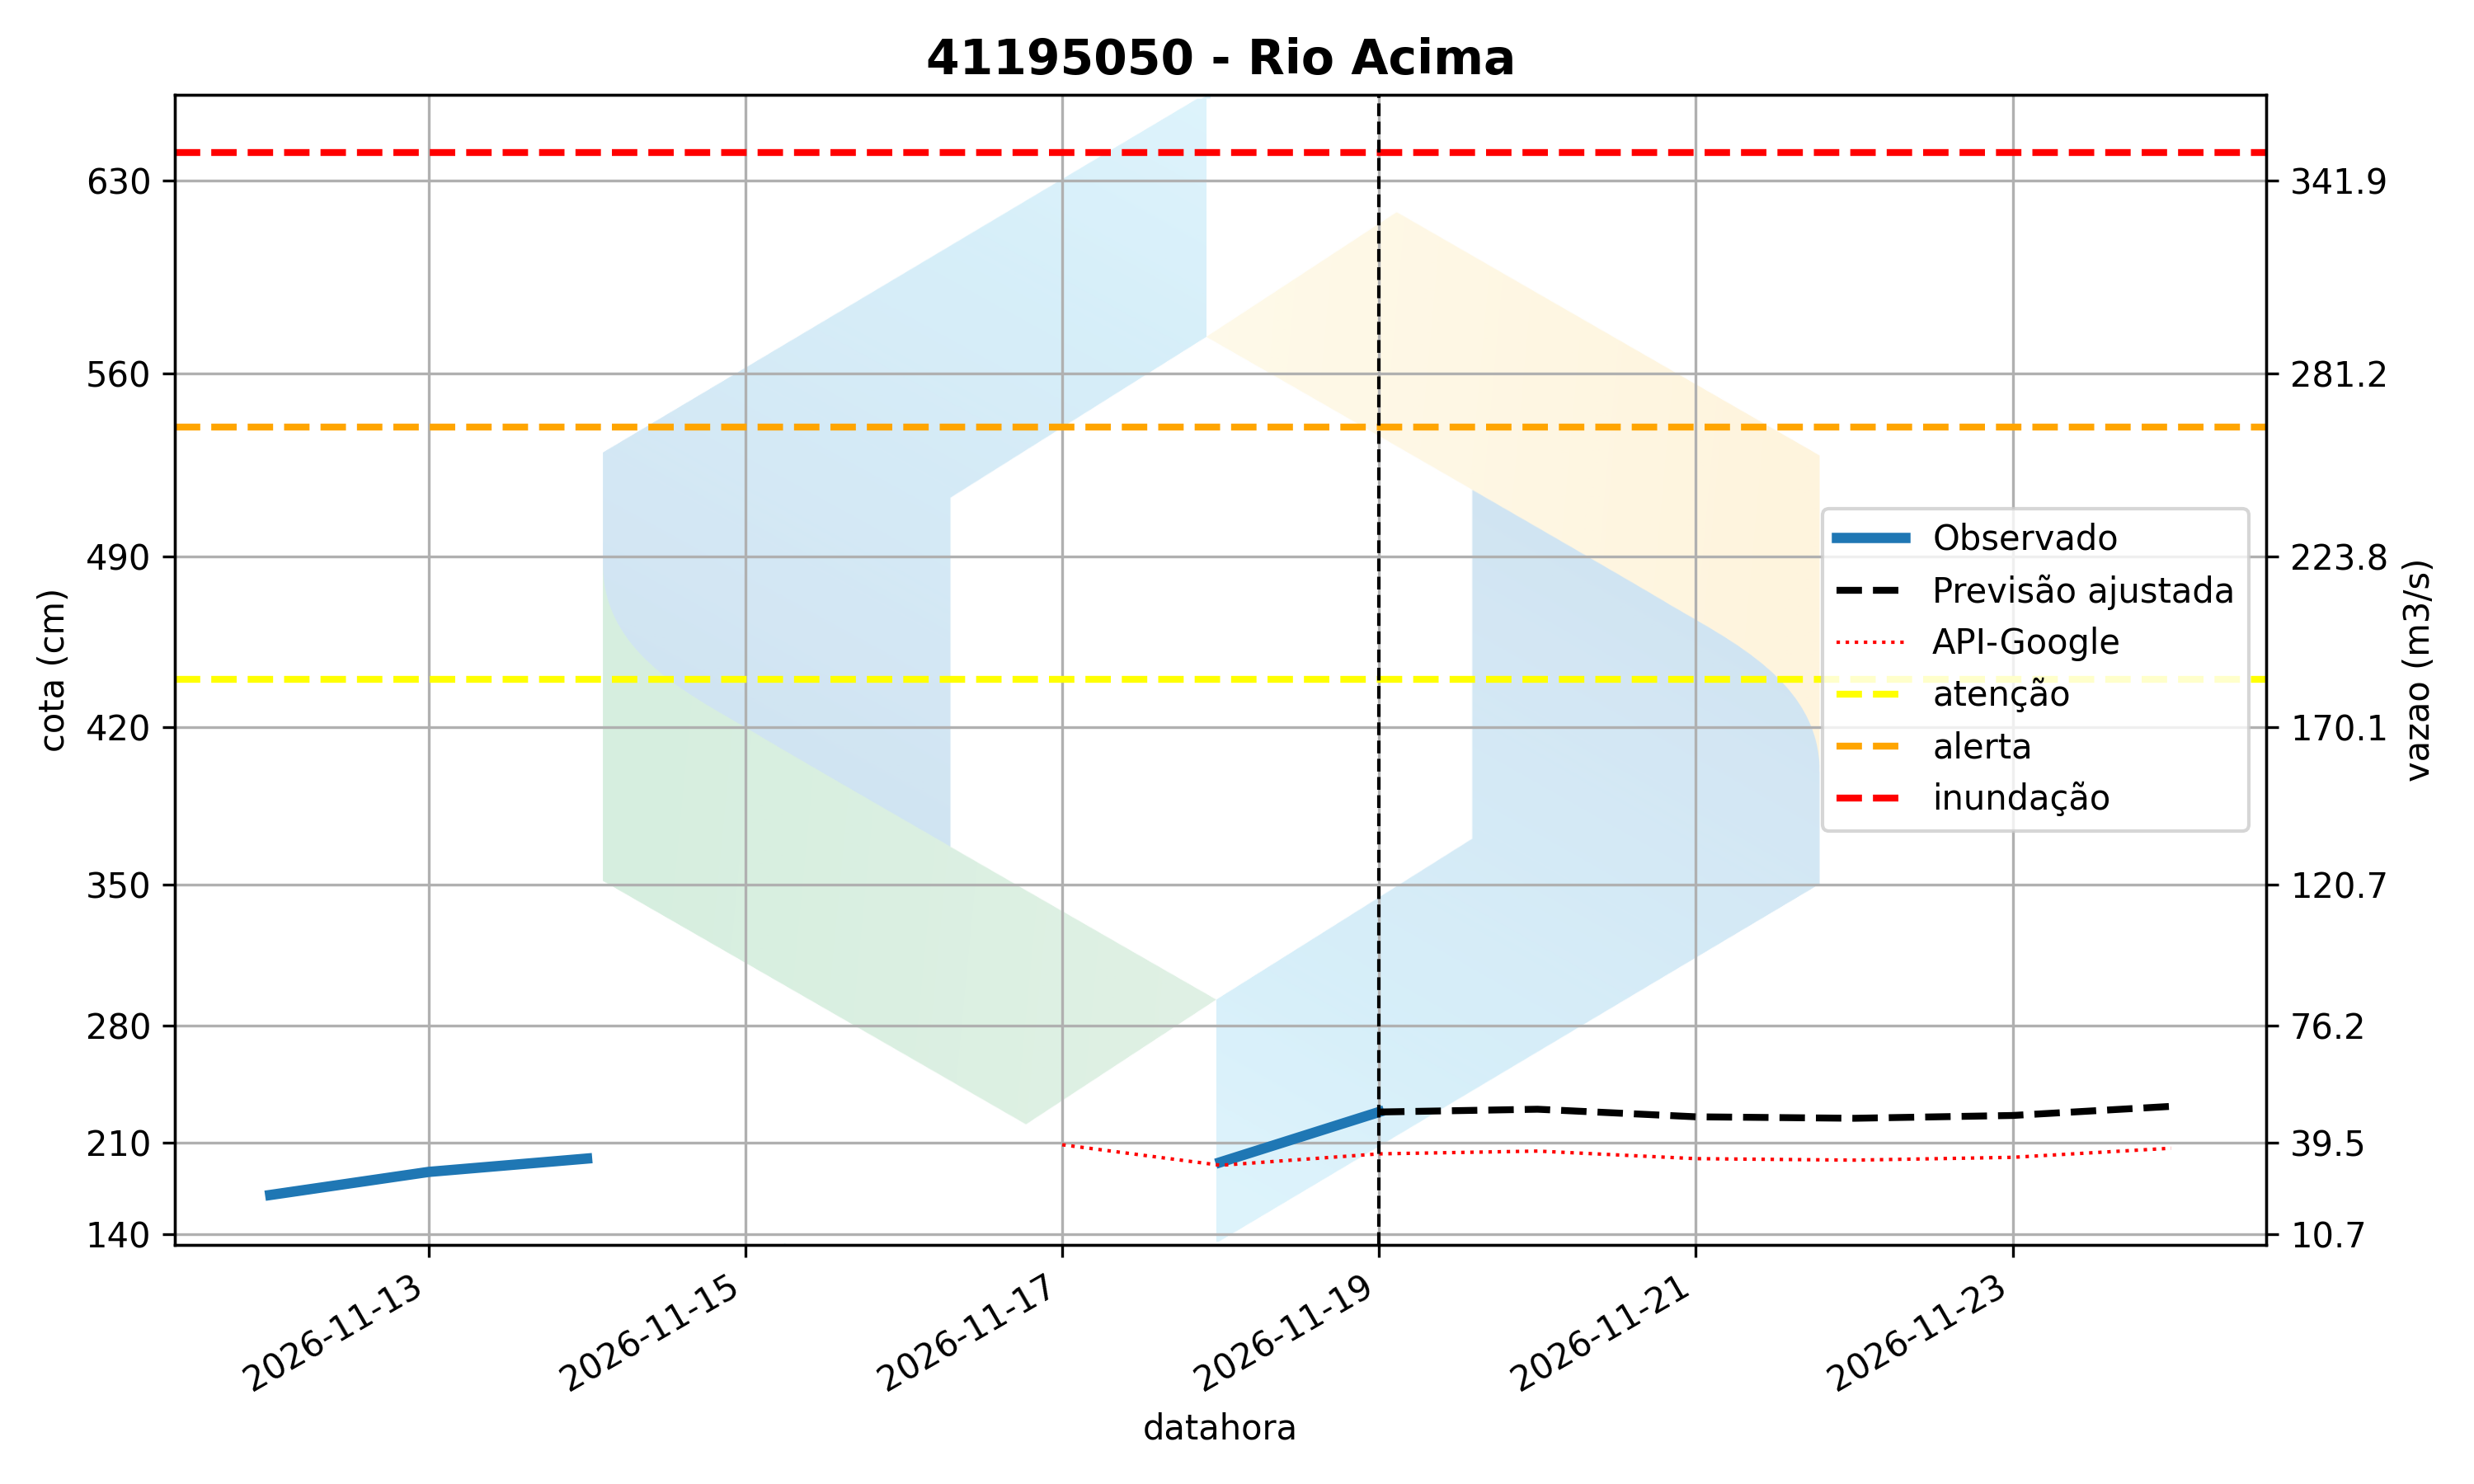 41195050 - Rio Acima
630
560
490
420
350
280
210
140
cota (cm)
341.9
281.2
223.8
170.1
120.7
76.2
39.5
10.7
vazao (m3/s)
Observado
Previsão ajustada
API-Google
atenção
alerta
inundação
2026-11-13
2026-11-15
2026-11-17
2026-11-19
2026-11-21
2026-11-23
datahora